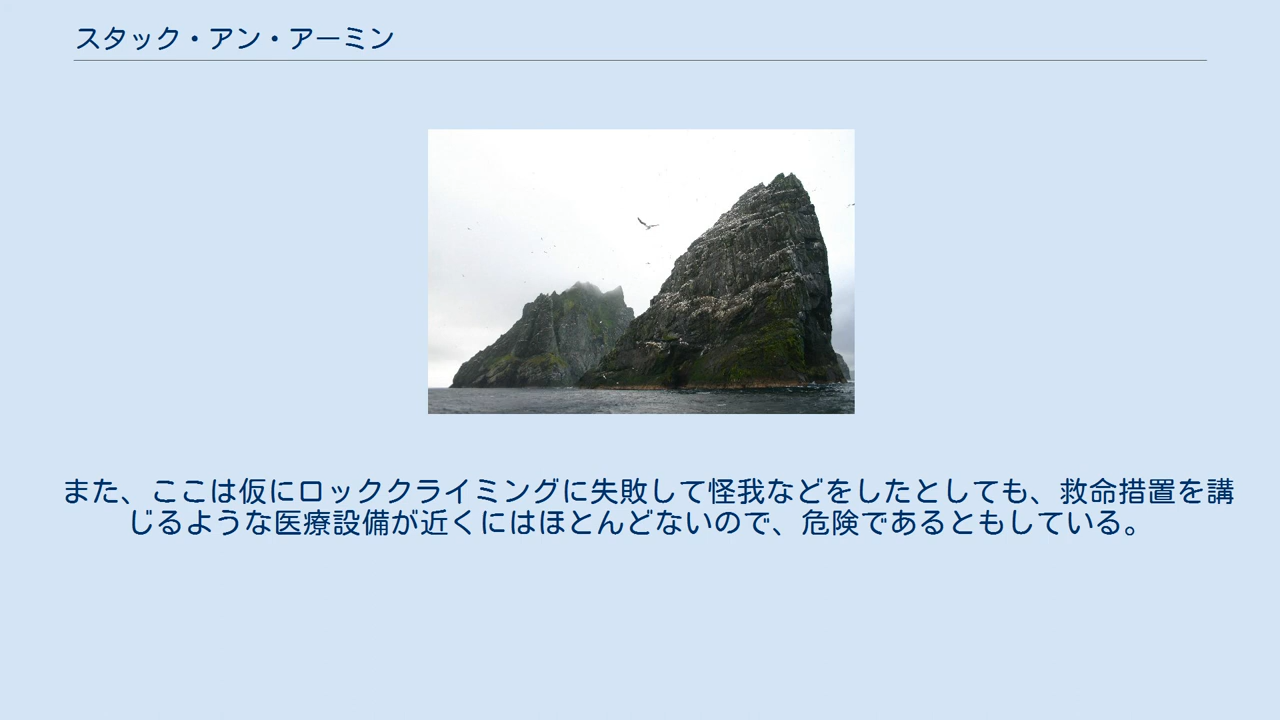 スタック・アン・アーミン
また、ここは仮にロッククライミングに失敗して怪我などをしたとしても、救命措置を講
じるような医療設備が近くにはほとんどないので、危険であるともしている。